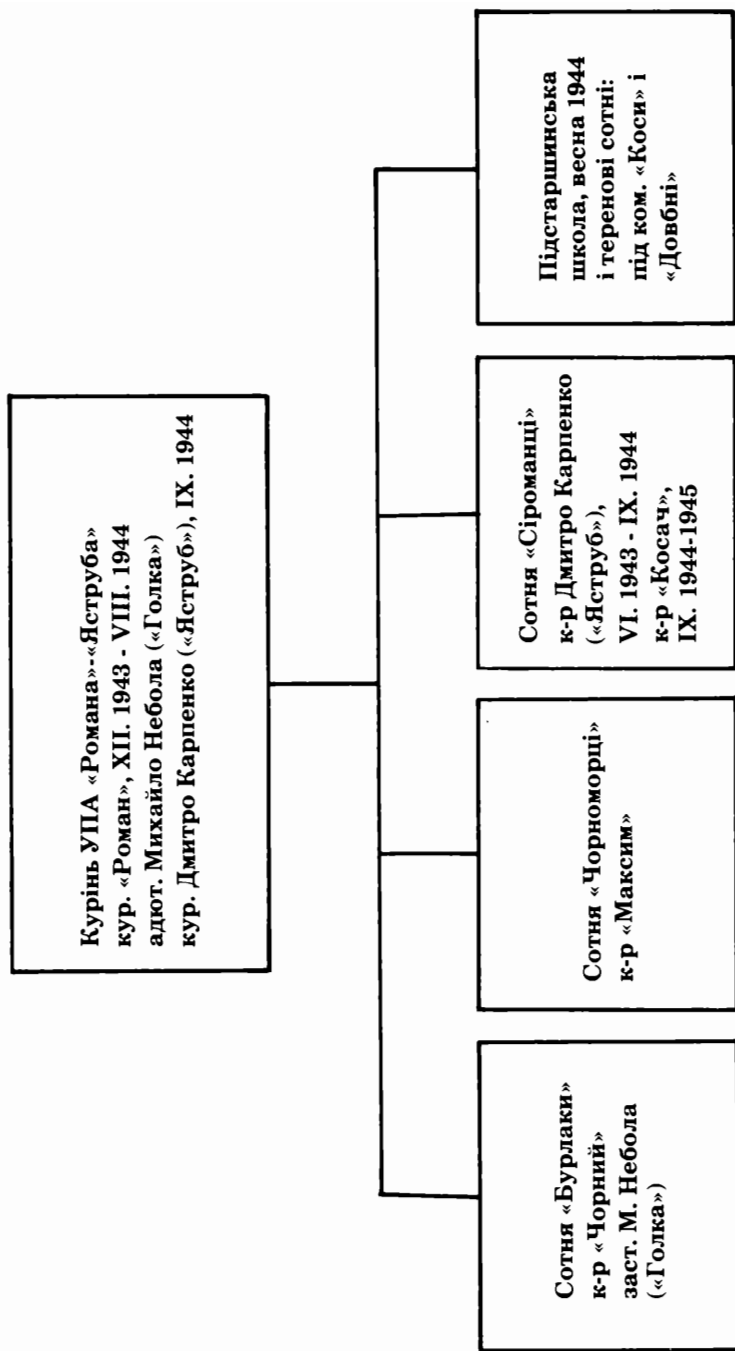 Курінь УПА «Романа»-«Яструба»
кур. «Роман», XII. 1943 - VIII. 1944
адют. Михайло Небола («Голка»)
кур. Дмитро Карпенко («Яструб»), IX. 1944
Сотня «Бурлаки»
к-р «Чорний»
заст. М. Небола
(«Голка»)
Сотня «Чорноморці»
к-р «Максим»
Сотня «Сіроманці»
к-р Дмитро Карпенко
(«Яструб»),
VI. 1943 - IX. 1944
к-р «Косач»,
IX. 1944-1945
Підстаршинська
школа, весна 1944
і теренові сотні:
під ком. «Коси» і
«Довбні»